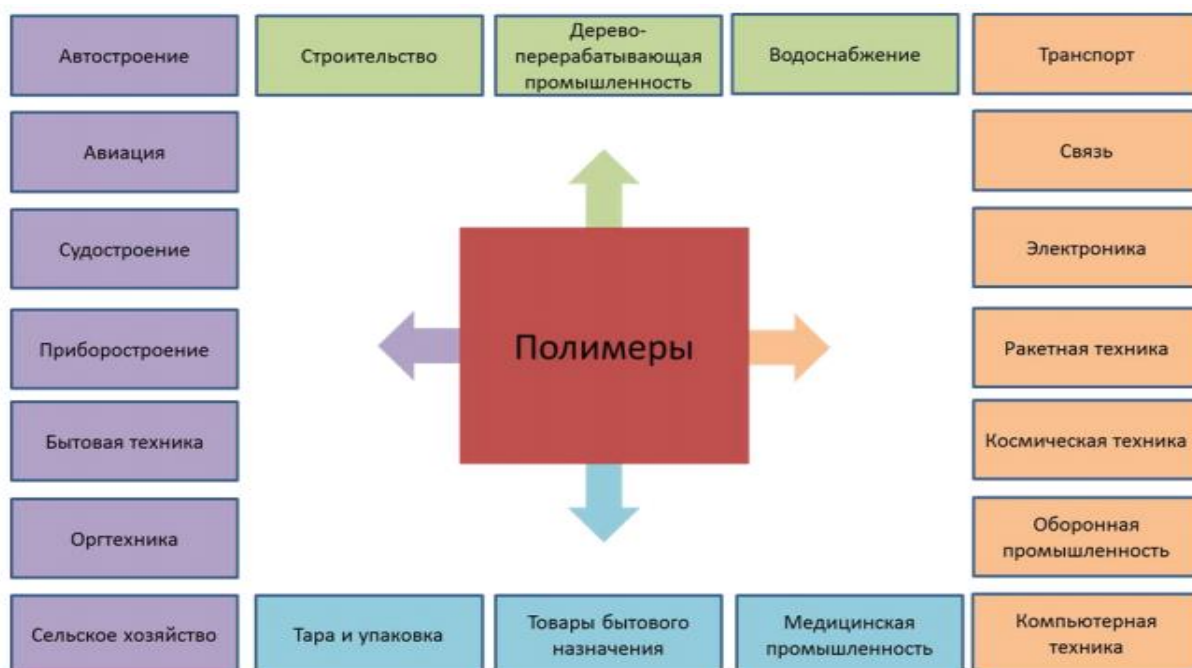 Автостроение
Строительство
Дерево-
перерабатывающая
промышленность
Водоснабжение
Транспорт
Авиация
Связь
Судостроение
Электроника
Приборостроение
Полимеры
Ракетная техника
Бытовая техника
Космическая техника
Оргтехника
Оборонная
промышленность
Сельское хозяйство
Тара и упаковка
Товары бытового
назначения
Медицинская
промышленность
Компьютерная
техника